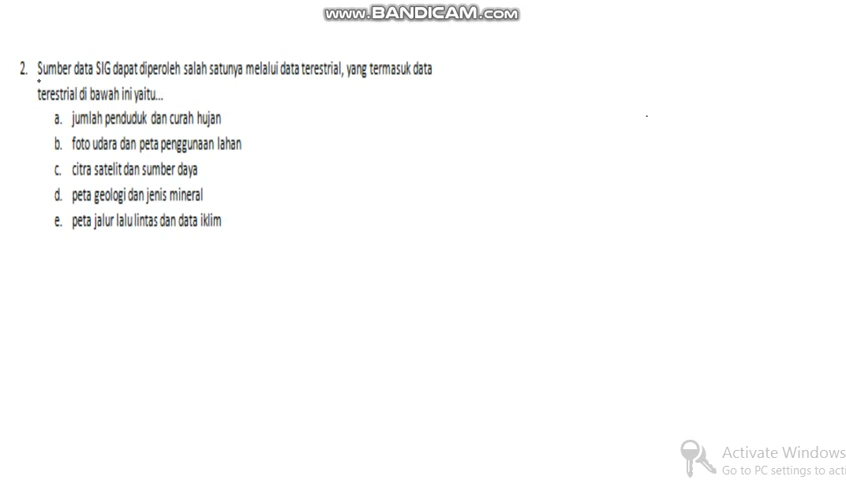 www.BANDICAM.com
2. Sumber data SIG dapat diperoleh salah satunya melalui data terestrial, yang termasuk data
terestrial di bawah ini yaitu...
a. jumlah penduduk dan curah hujan
b. foto udara dan peta penggunaan lahan
c. citra satelit dan sumber daya
d. peta geologi dan jenis mineral
e. peta jalur lalu lintas dan data iklim
Activate Windows
Go to PC settings to acti